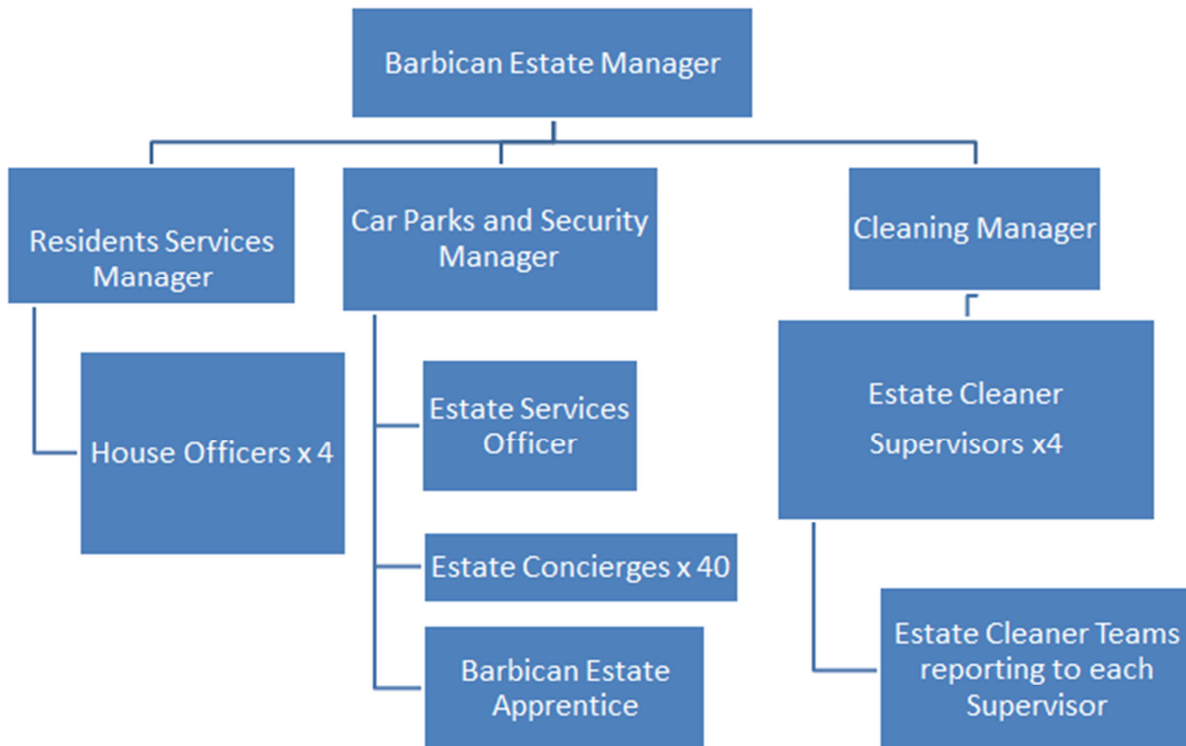 Barbican Estate Manager
Residents Services
Manager
Car Parks and Security
Manager
Cleaning Manager
House Officers x 4
Estate Services
Officer
Estate Concierges x 40
Barbican Estate
Apprentice
Estate Cleaner
Supervisors x4
Estate Cleaner Teams
reporting to each
Supervisor